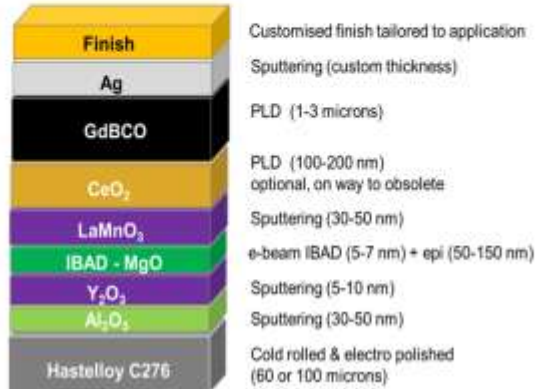 Finish
Customised finish tailored to application
Ag
Sputtering (custom thickness)
GdBCO
PLD (1-3 microns)
CeO₂
PLD (100-200 nm)
optional, on way to obsolete
LaMnO₃
Sputtering (30-50 nm)
IBAD - MgO
e-beam IBAD (5-7 nm) + epi (50-150 nm)
Y₂O₃
Sputtering (5-10 nm)
Al₂O₃
Sputtering (30-50 nm)
Hastelloy C276
Cold rolled & electro polished
(60 or 100 microns)